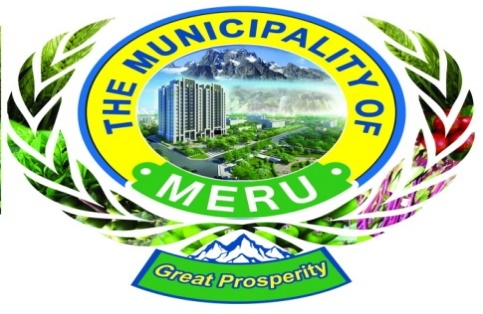 THE MUNICIPALITY OF
MERU
Great Prosperity